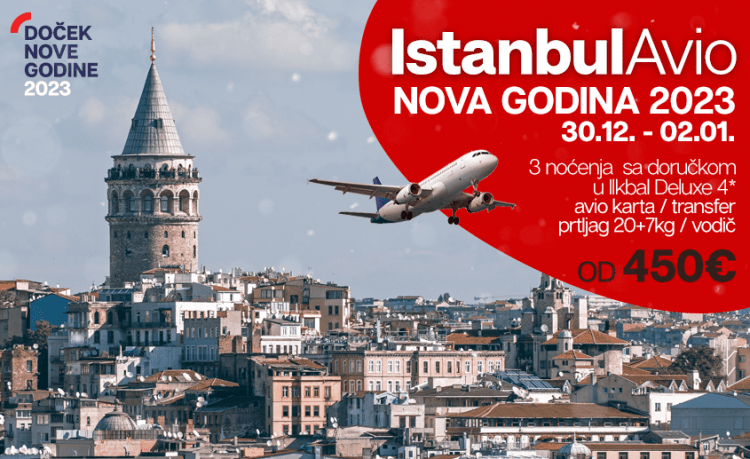 DOČEK
NOVE
GODINE
2023
IstanbulAvio
NOVA GODINA 2023
30.12. - 02.01.
3 noćenja sa doručkom
u Ilkbal Deluxe 4*
avio karta / transfer
prtljag 20+7kg / vodič
OD 450€